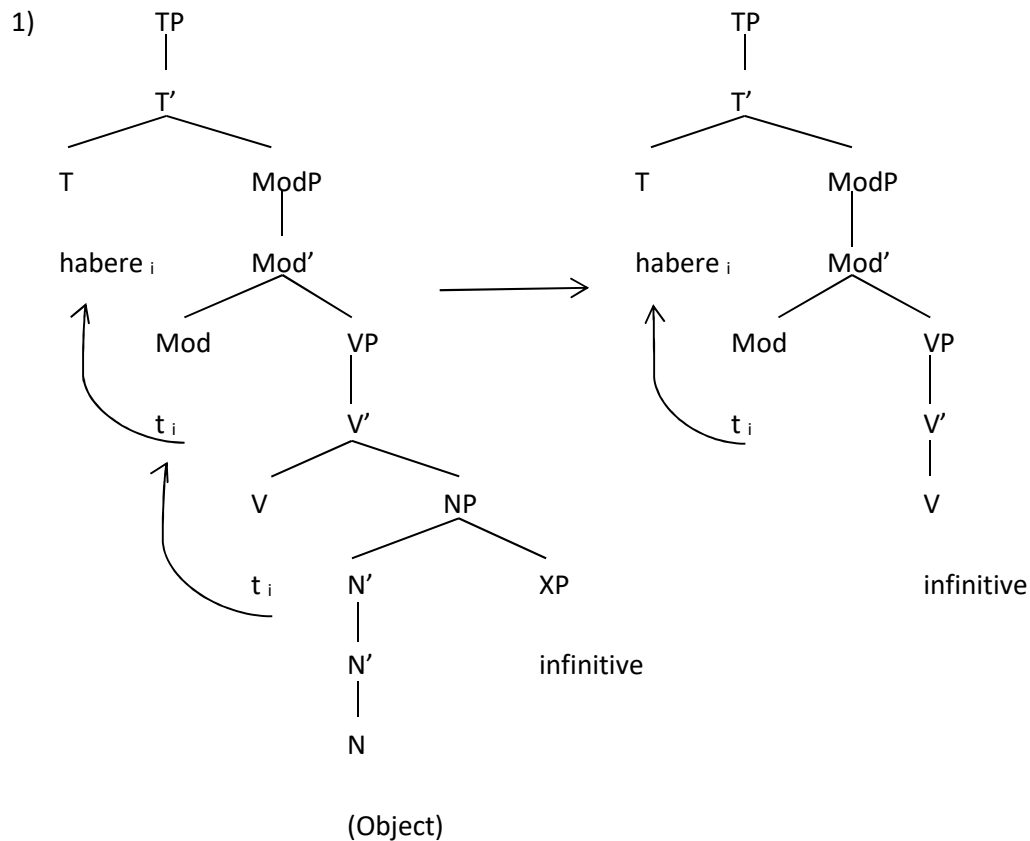 1) TP TP
T’ T’
T ModP T ModP
habere i Mod’ habere i Mod’
Mod VP Mod VP
t i V’ t i V’
V NP V
t i N’ XP infinitive
N’ infinitive
N
(Object)